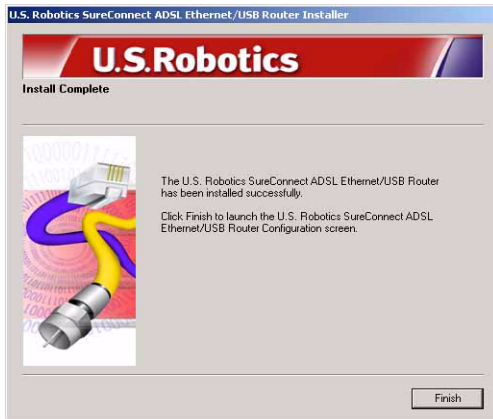 U.S. Robotics SureConnect ADSL Ethernet/USB Router Installer
U.S.Robotics
Install Complete
The U.S. Robotics SureConnect ADSL Ethernet/USB Router
has been installed successfully.
Click Finish to launch the U.S. Robotics SureConnect ADSL
Ethernet/USB Router Configuration screen.
Finish